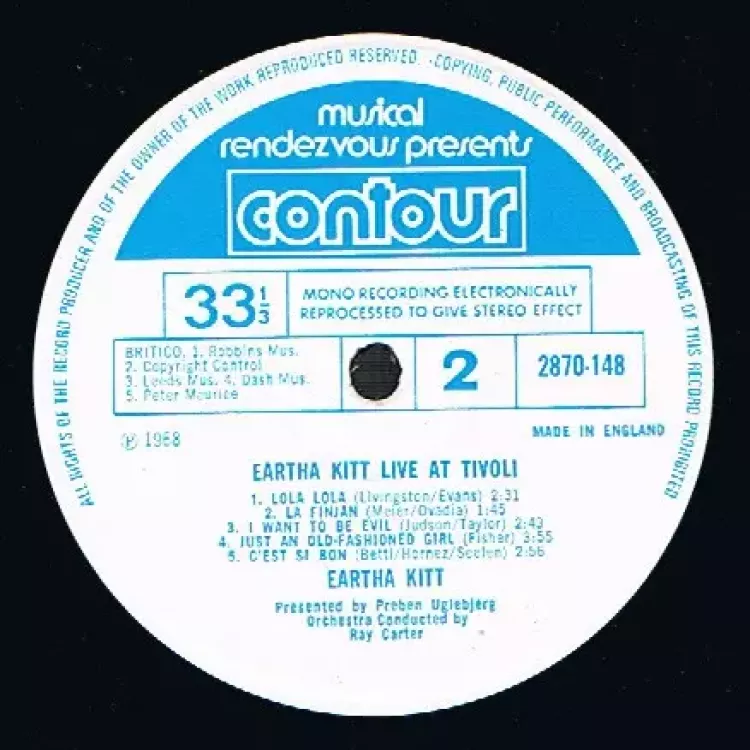 ALL RIGHTS OF THE RECORD PRODUCER AND OF THE OWNER OF THE WORK REPRODUCED RESERVED. COPYING, PUBLIC PERFORMANCE AND BROADCASTING OF THIS RECORD PROHIBITED
musical
rendezvous presents
contour
33 1/3
MONO RECORDING ELECTRONICALLY
REPROCESSED TO GIVE STEREO EFFECT
BRITICO, 1. Robbins Mus.
2. Copyright Control
3. Leeds Mus. 4. Dash Mus.
5. Peter Maurice
2
2870-148
℗ 1968
MADE IN ENGLAND
EARTHA KITT LIVE AT TIVOLI
1. LOLA LOLA (Livingston/Evans) 2:31
2. LA FINJAN (Meier/Ovadia) 1:45
3. I WANT TO BE EVIL (Judson/Taylor) 2:43
4. JUST AN OLD-FASHIONED GIRL (Fisher) 3:55
5. C'EST SI BON (Betti/Hornez/Seelen) 2:56
EARTHA KITT
Presented by Preben Uglebjerg
Orchestra Conducted by
Ray Carter